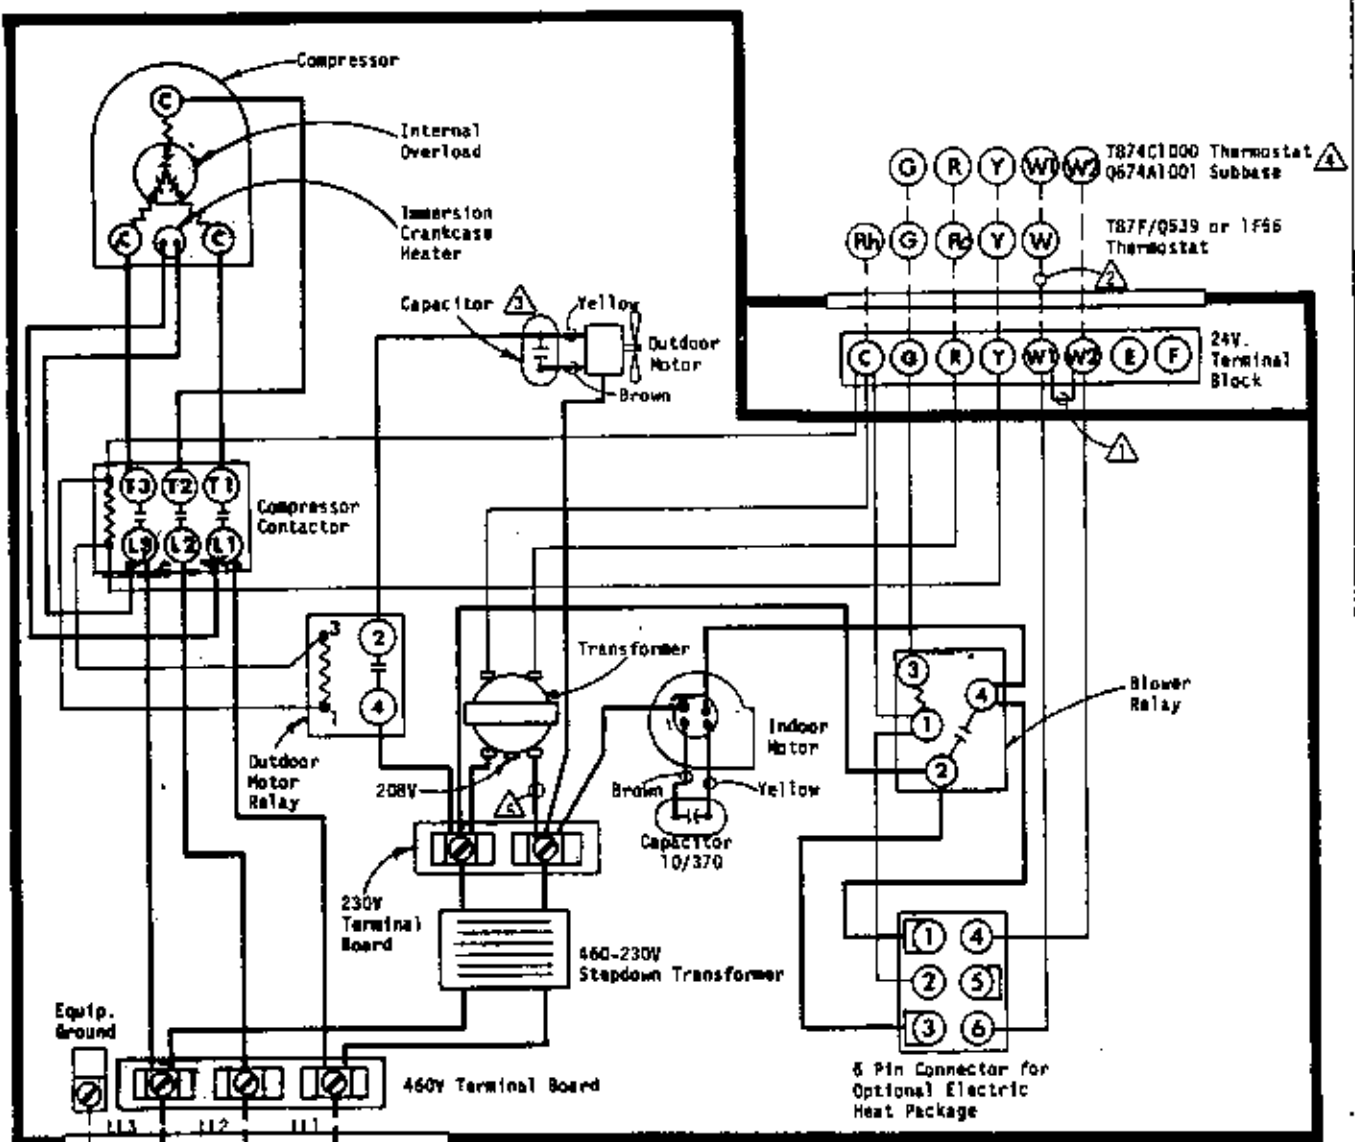 Compressor
C
Internal
Overload
Immersion
Crankcase
Heater
C
C
Capacitor
3
Yellow
Outdoor
Motor
Brown
G
R
Y
W1
W2
T874C1000 Thermostat
Q674A1001 Subbase
4
Rh
G
Rc
Y
W
T87F/Q539 or 1F56
Thermostat
2
C
G
R
Y
W1
W2
E
F
24V.
Terminal
Block
1
T3
T2
T1
L3
L2
L1
Compressor
Contactor
3
2
1
4
Outdoor
Motor
Relay
Transformer
208V
5
Indoor
Motor
Brown
Yellow
Capacitor
10/370
3
4
1
2
Blower
Relay
230V
Terminal
Board
460-230V
Stepdown Transformer
1
4
2
5
3
6
6 Pin Connector for
Optional Electric
Heat Package
Equip.
Ground
460V Terminal Board
LL3
LL2
LL1